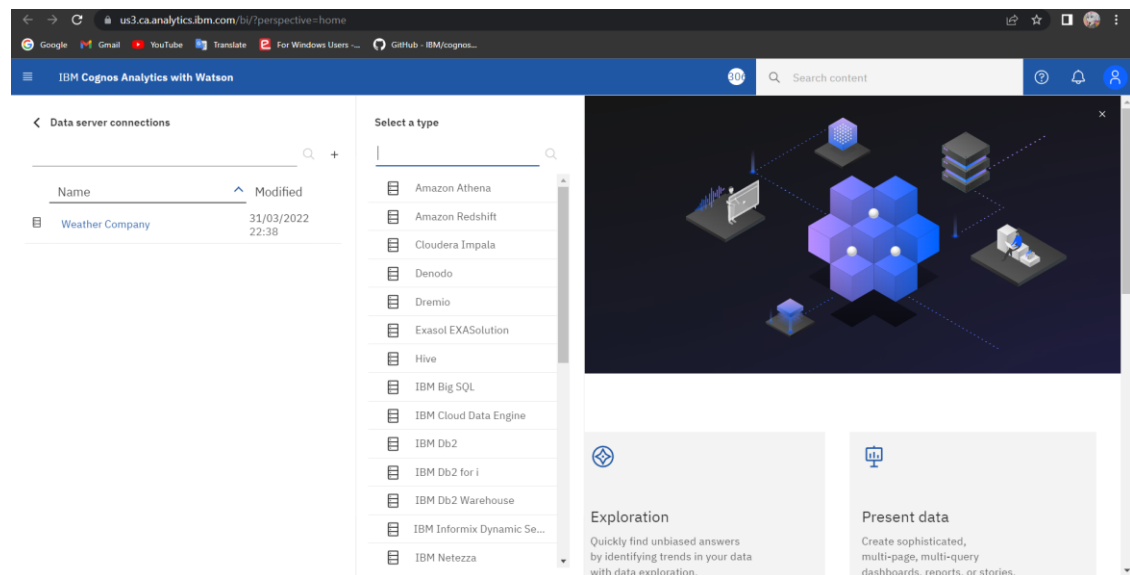 us3.ca.analytics.ibm.com/bi/?perspective=home
Google Gmail YouTube Translate For Windows Users -... GitHub - IBM/cognos...
IBM Cognos Analytics with Watson
Search content
Data server connections
Name Modified
Weather Company 31/03/2022
22:38
Select a type
Amazon Athena
Amazon Redshift
Cloudera Impala
Denodo
Dremio
Exasol EXASolution
Hive
IBM Big SQL
IBM Cloud Data Engine
IBM Db2
IBM Db2 for i
IBM Db2 Warehouse
IBM Informix Dynamic Se...
IBM Netezza
Exploration
Quickly find unbiased answers
by identifying trends in your data
with data exploration.
Present data
Create sophisticated,
multi-page, multi-query
dashboards, reports, or stories.